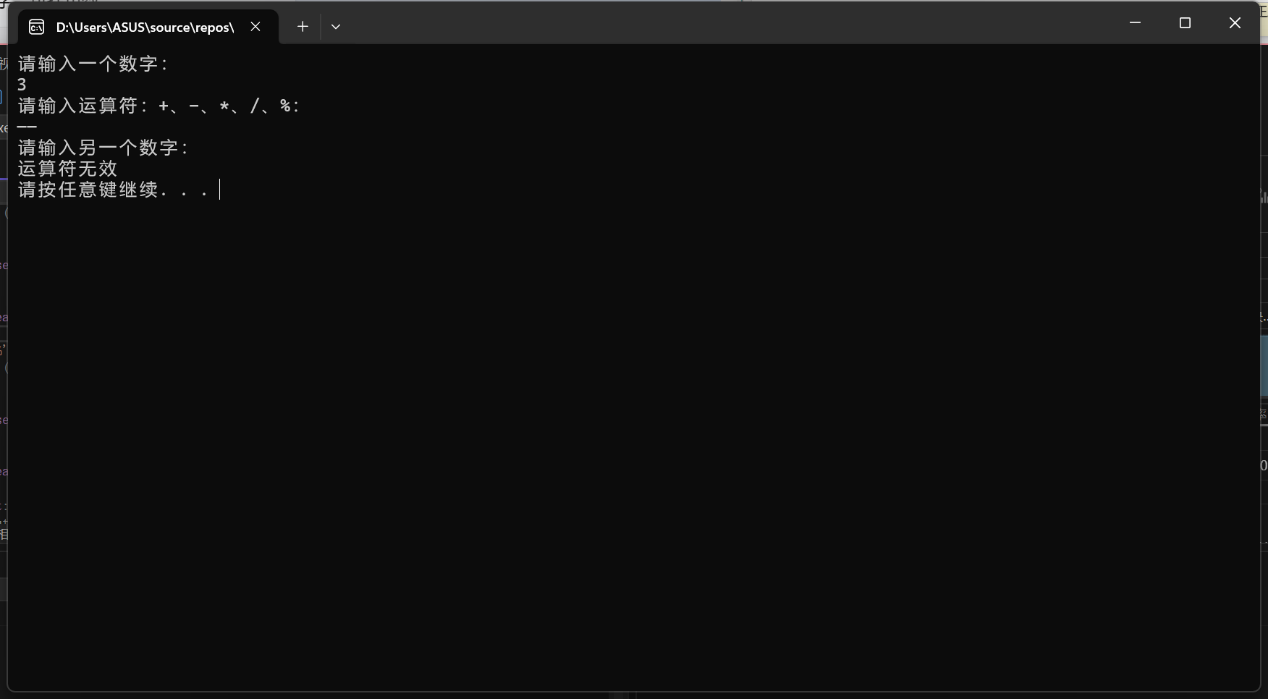 D:\Users\ASUS\source\repos\
请输入一个数字：
3
请输入运算符：+、-、*、/、%：
——
请输入另一个数字：
运算符无效
请按任意键继续. . .